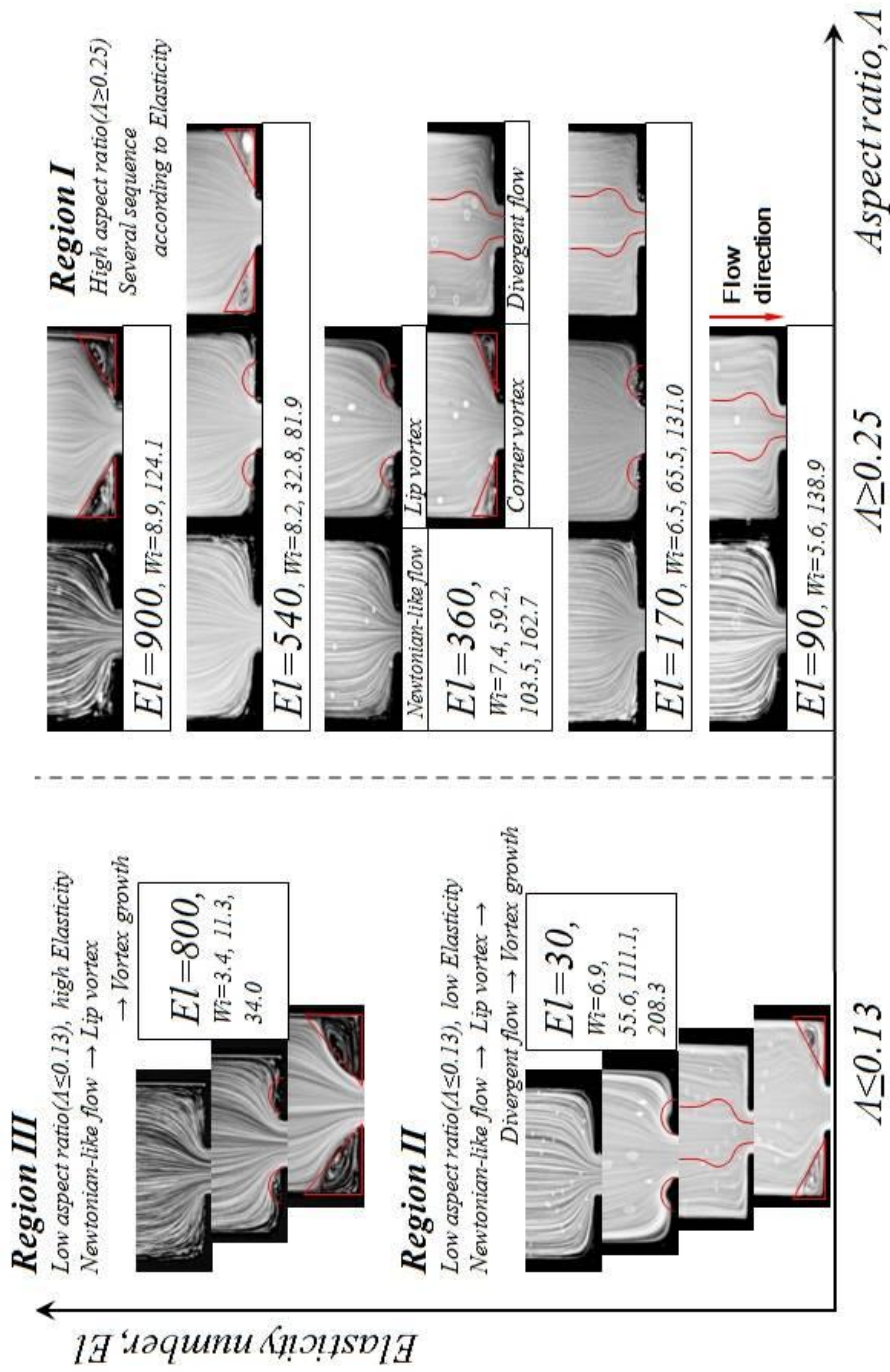 Elasticity number, El
Region III
Low aspect ratio(Λ≤0.13),  high Elasticity
Newtonian-like flow → Lip vortex
→ Vortex growth
El=800,
Wi=3.4, 11.3,
34.0
Region II
Low aspect ratio(Λ≤0.13), low Elasticity
Newtonian-like flow → Lip vortex →
Divergent flow → Vortex growth
El=30,
Wi=6.9,
55.6, 111.1,
208.3
Region I
High aspect ratio(Λ≥0.25)
Several sequence
according to Elasticity
El=900, Wi=8.9, 124.1
El=540, Wi=8.2, 32.8, 81.9
Newtonian-like flow
Lip vortex
El=360,
Wi=7.4, 59.2,
103.5, 162.7
Corner vortex
Divergent flow
El=170, Wi=6.5, 65.5, 131.0
Flow
direction
El=90, Wi=5.6, 138.9
Λ≤0.13
Λ≥0.25
Aspect ratio, Λ